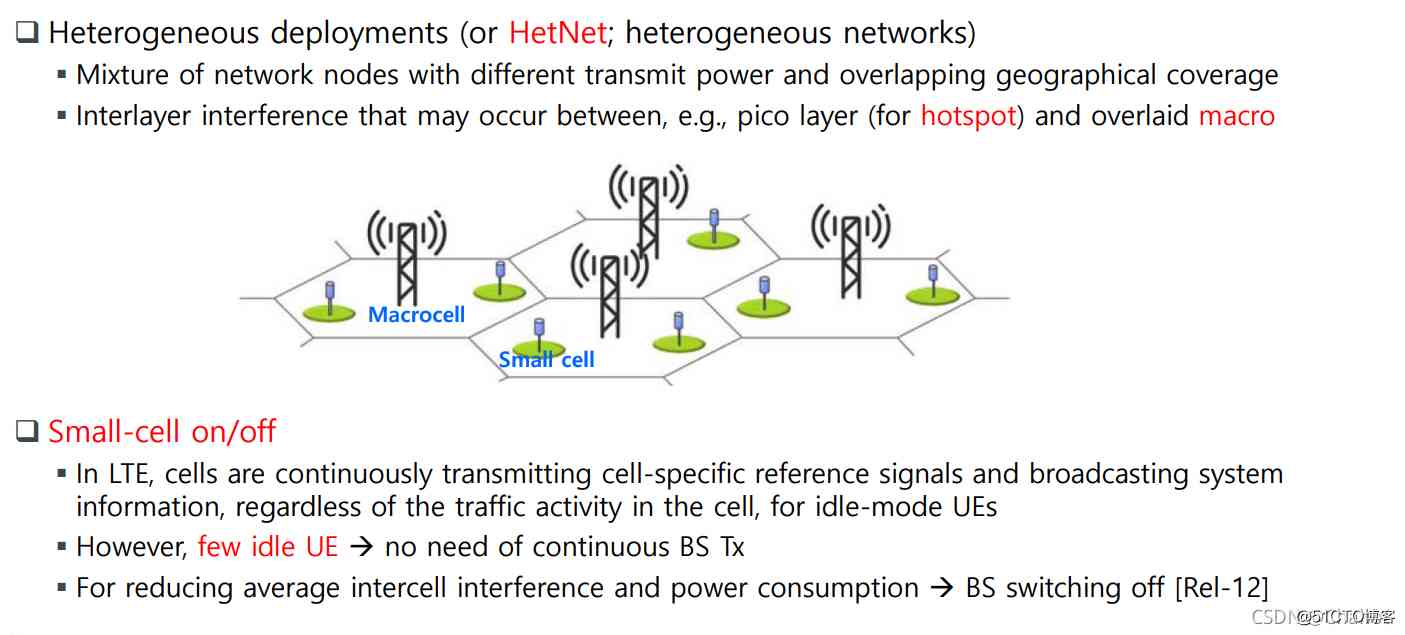 ❑ Heterogeneous deployments (or HetNet; heterogeneous networks)
▪ Mixture of network nodes with different transmit power and overlapping geographical coverage
▪ Interlayer interference that may occur between, e.g., pico layer (for hotspot) and overlaid macro
Macrocell
Small cell
❑ Small-cell on/off
▪ In LTE, cells are continuously transmitting cell-specific reference signals and broadcasting system
information, regardless of the traffic activity in the cell, for idle-mode UEs
▪ However, few idle UE → no need of continuous BS Tx
▪ For reducing average intercell interference and power consumption → BS switching off [Rel-12]
CSDN @51CTO博客